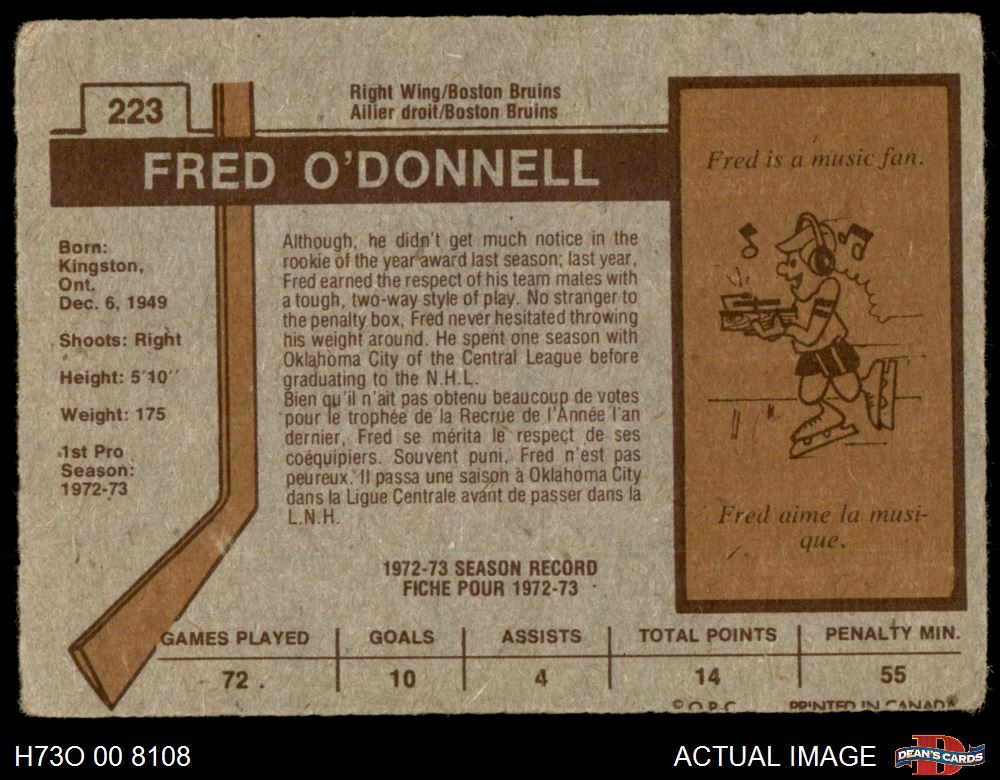 223
Right Wing/Boston Bruins
Ailier droit/Boston Bruins
FRED O'DONNELL
Born:
Kingston,
Ont.
Dec. 6, 1949
Shoots: Right
Height: 5'10''
Weight: 175
1st Pro
Season:
1972-73
Although, he didn't get much notice in the
rookie of the year award last season; last year,
Fred earned the respect of his team mates with
a tough, two-way style of play. No stranger to
the penalty box, Fred never hesitated throwing
his weight around. He spent one season with
Oklahoma City of the Central League before
graduating to the N.H.L.
Bien qu'il n'ait pas obtenu beaucoup de votes
pour le trophée de la Recrue de l'Année l'an
dernier, Fred se mérita le respect de ses
coéquipiers. Souvent puni, Fred n'est pas
peureux. Il passa une saison à Oklahoma City
dans la Ligue Centrale avant de passer dans la
L.N.H.
Fred is a music fan.
Fred aime la musi-
que.
1972-73 SEASON RECORD
FICHE POUR 1972-73
GAMES PLAYED GOALS ASSISTS TOTAL POINTS PENALTY MIN.
72 10 4 14 55
© O.P.C. PRINTED IN CANADA
H73O 00 8108
ACTUAL IMAGE
DEAN'S CARDS